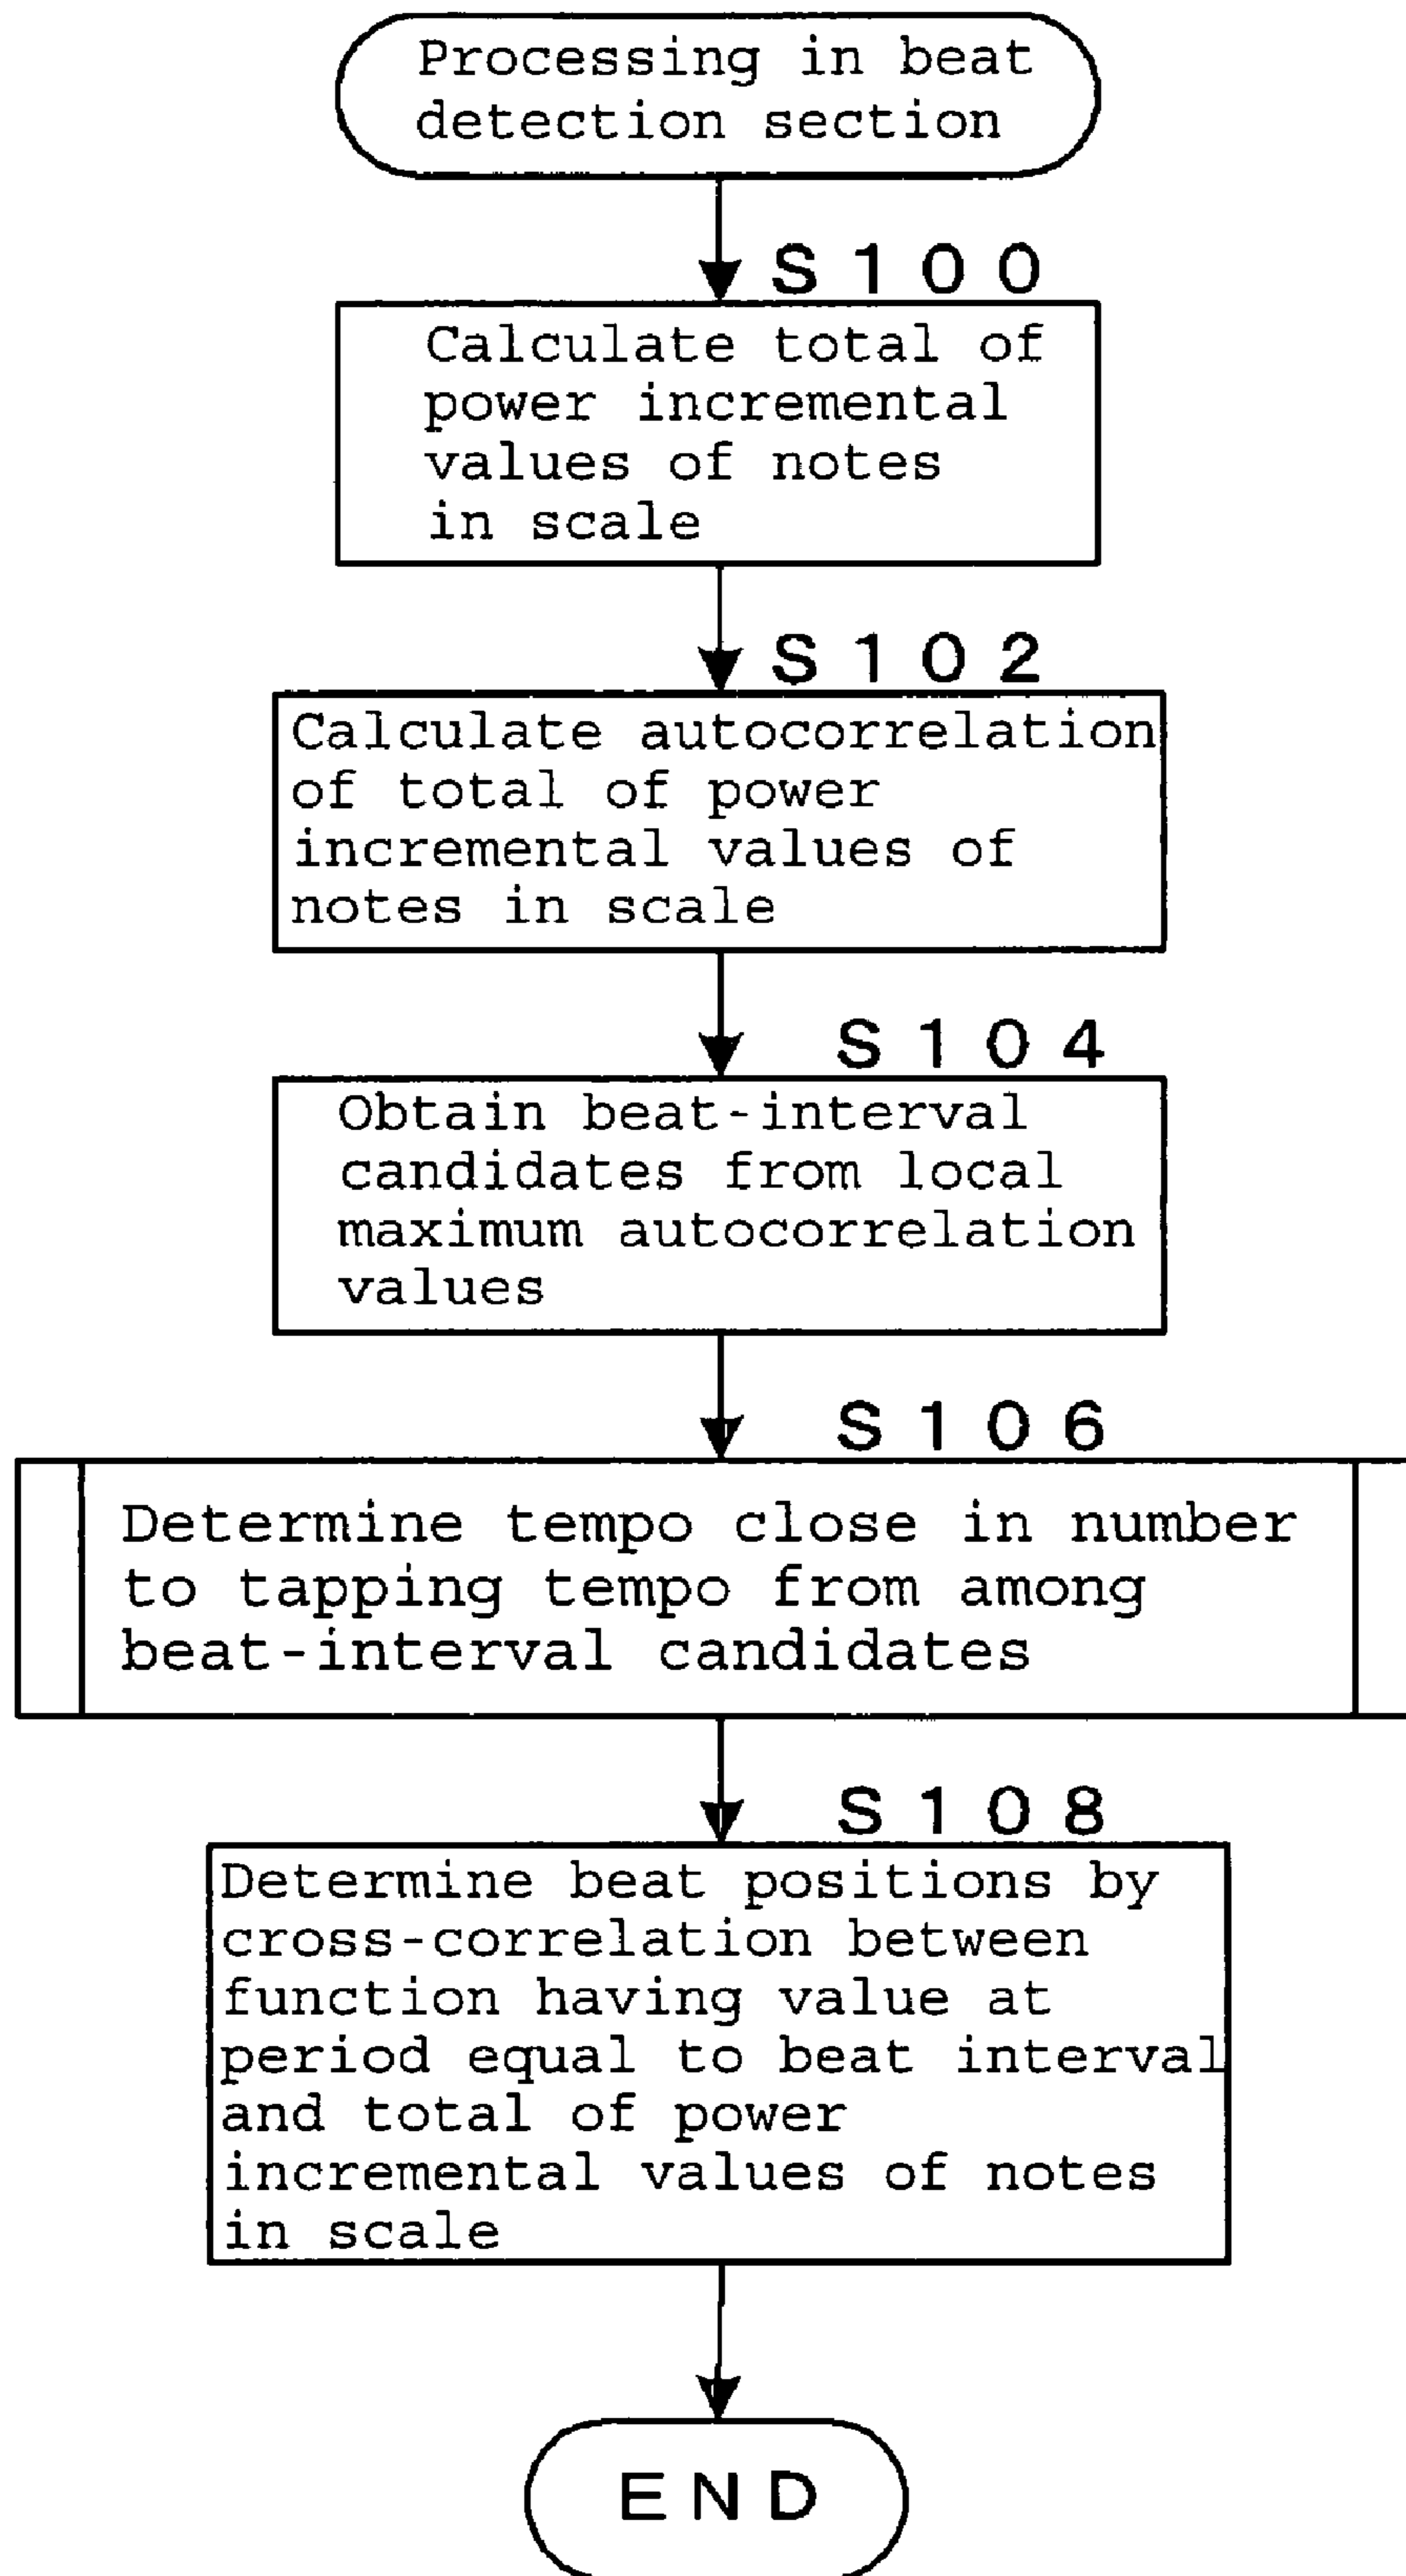 Processing in beat
detection section
S100
Calculate total of
power incremental
values of notes
in scale
S102
Calculate autocorrelation
of total of power
incremental values of
notes in scale
S104
Obtain beat-interval
candidates from local
maximum autocorrelation
values
S106
Determine tempo close in number
to tapping tempo from among
beat-interval candidates
S108
Determine beat positions by
cross-correlation between
function having value at
period equal to beat interval
and total of power
incremental values of notes
in scale
END